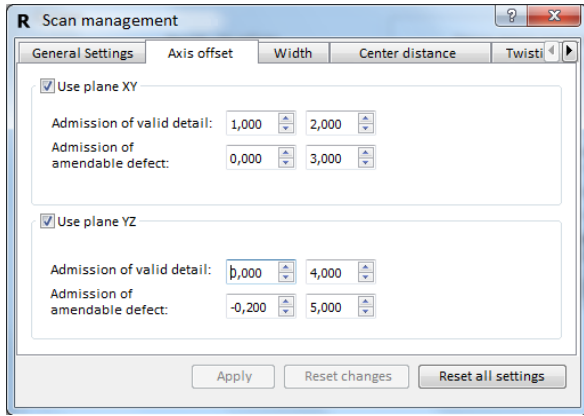 R Scan management
General Settings Axis offset Width Center distance Twisti
Use plane XY
Admission of valid detail: 1,000 2,000
Admission of
amendable defect: 0,000 3,000
Use plane YZ
Admission of valid detail: 0,000 4,000
Admission of
amendable defect: -0,200 5,000
Apply Reset changes Reset all settings